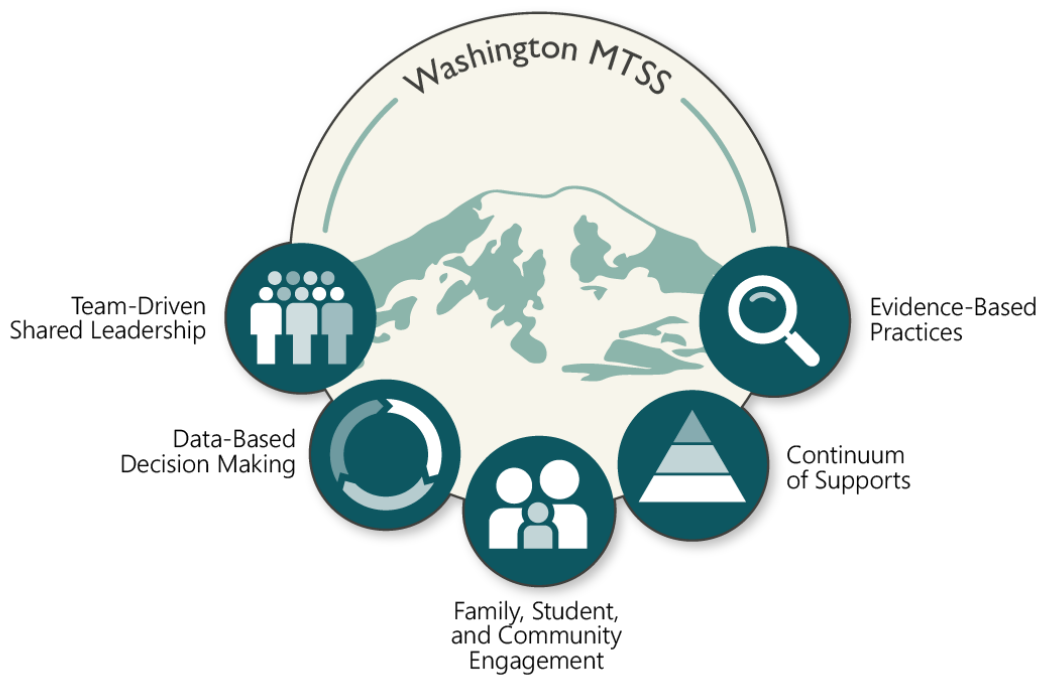 Washington MTSS
Team-Driven
Shared Leadership
Evidence-Based
Practices
Data-Based
Decision Making
Continuum
of Supports
Family, Student,
and Community
Engagement